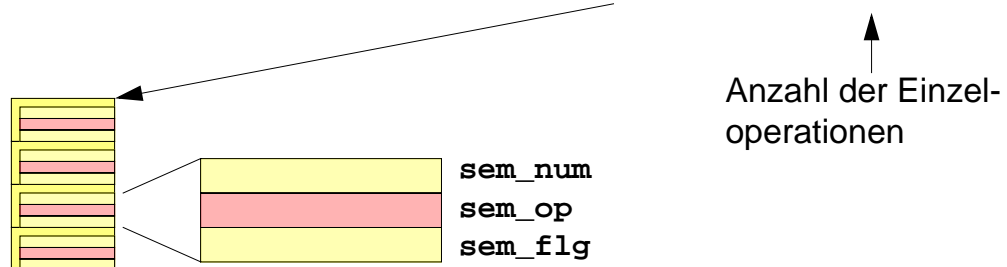 Anzahl der Einzel-
operationen
sem_num
sem_op
sem_flg